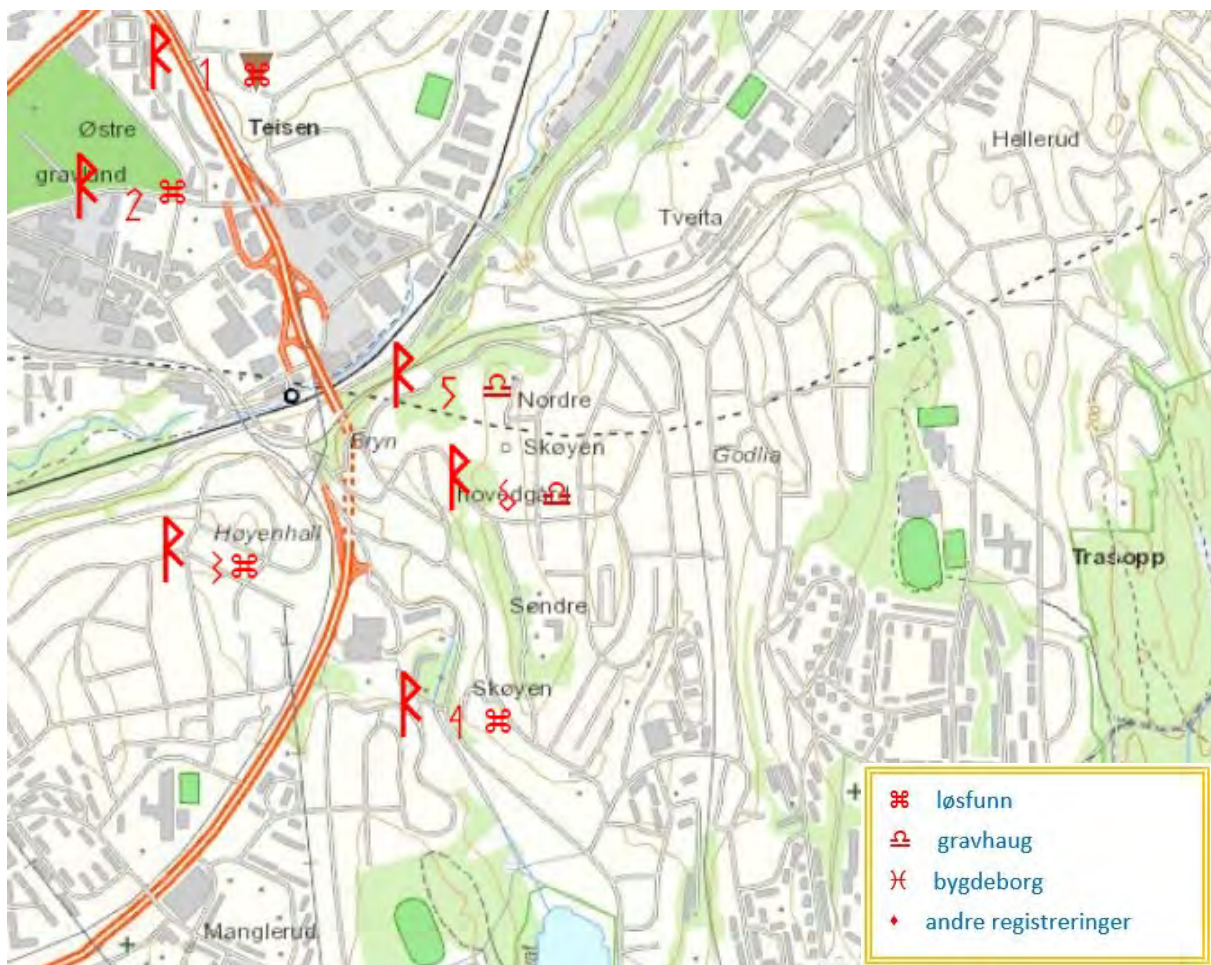 ᚱ 1 ⌘
Teisen
Østre
gravlund
ᚱ 2 ⌘
Hellerud
Tveita
ᚱ 5 ♎
Nordre
Skøyen
hovedgård
ᚱ 6 ♎
Bryn
Godlia
Høyenhall
ᚱ 3 ⌘
Trasopp
200
Søndre
Skøyen
ᚱ 4 ⌘
Manglerud
⌘ løsfunn
♎ gravhaug
♓ bygdeborg
♦ andre registreringer